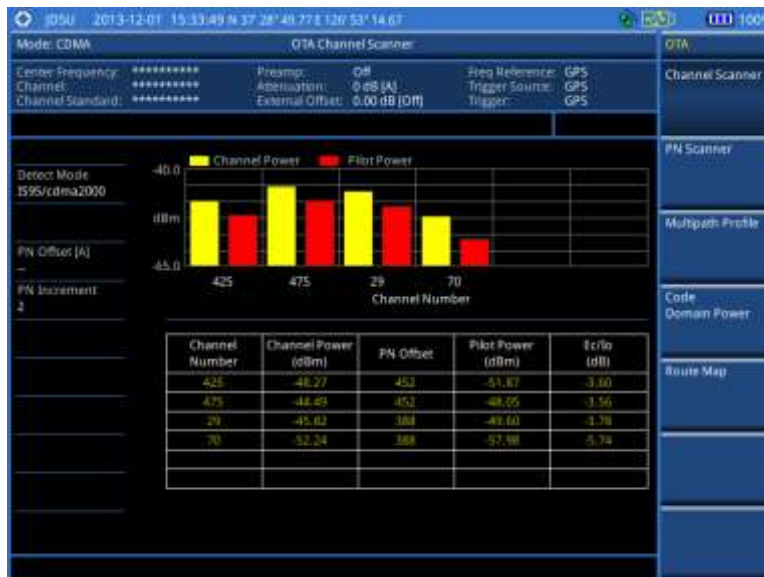 JDSU 2013-12-01 15:33:49 N 37° 28' 49.77 E 126° 53' 14.67 100%
Mode: CDMA OTA Channel Scanner OTA
Center Frequency: ********** Preamp: Off Freq Reference: GPS
Channel: ********** Attenuation: 0 dB [A] Trigger Source: GPS
Channel Standard: ********** External Offset: 0.00 dB [Off] Trigger: GPS
Channel Scanner
PN Scanner
Multipath Profile
Code
Domain Power
Route Map
Detect Mode
IS95/cdma2000
PN Offset [A]
--
PN Increment
2
Channel Power Pilot Power
-40.0
dBm
-65.0
425 475 29 70
Channel Number
Channel Number Channel Power (dBm) PN Offset Pilot Power (dBm) Ec/Io (dB)
425 -48.27 452 -51.87 -3.60
475 -44.49 452 -48.05 -3.56
29 -45.82 388 -49.60 -3.78
70 -52.24 388 -57.98 -5.74